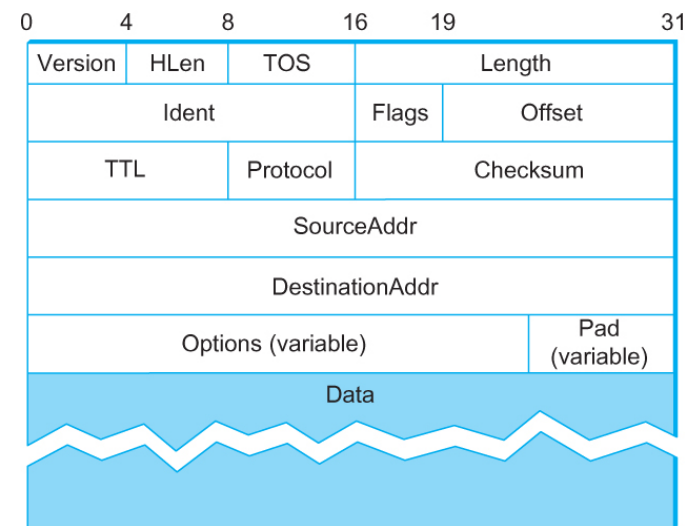 0 4 8 16 19 31
Version HLen TOS Length
Ident Flags Offset
TTL Protocol Checksum
SourceAddr
DestinationAddr
Options (variable) Pad
(variable)
Data